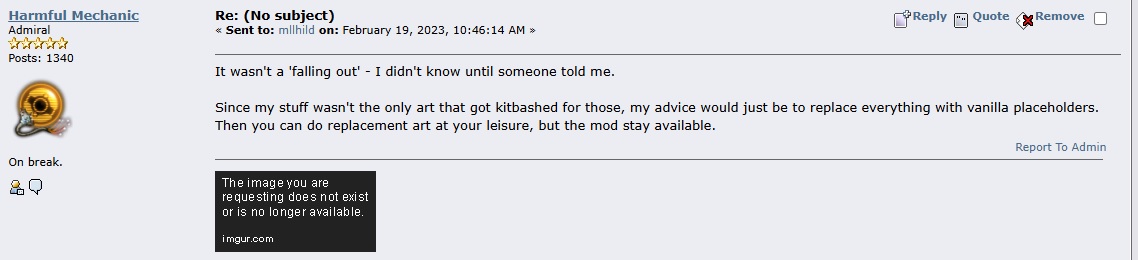 Harmful Mechanic
Admiral
Posts: 1340
On break.
Re: (No subject)
« Sent to: mllhild on: February 19, 2023, 10:46:14 AM »
Reply Quote Remove
It wasn't a 'falling out' - I didn't know until someone told me.
Since my stuff wasn't the only art that got kitbashed for those, my advice would just be to replace everything with vanilla placeholders.
Then you can do replacement art at your leisure, but the mod stay available.
Report To Admin
The image you are
requesting does not exist
or is no longer available.
imgur.com